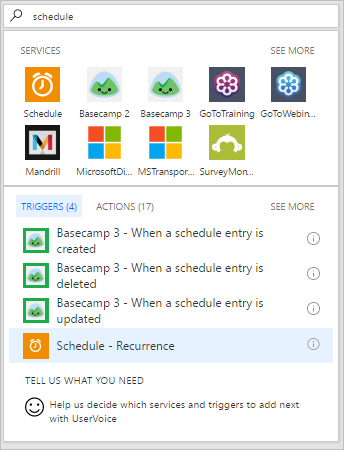 schedule
SERVICES SEE MORE
Schedule Basecamp 2 Basecamp 3 GoToTraining GoToWebin...
Mandrill MicrosoftDi... MSTranspor... SurveyMon...
TRIGGERS (4) ACTIONS (17) SEE MORE
Basecamp 3 - When a schedule entry is
created
Basecamp 3 - When a schedule entry is
deleted
Basecamp 3 - When a schedule entry is
updated
Schedule - Recurrence
TELL US WHAT YOU NEED
Help us decide which services and triggers to add next
with UserVoice